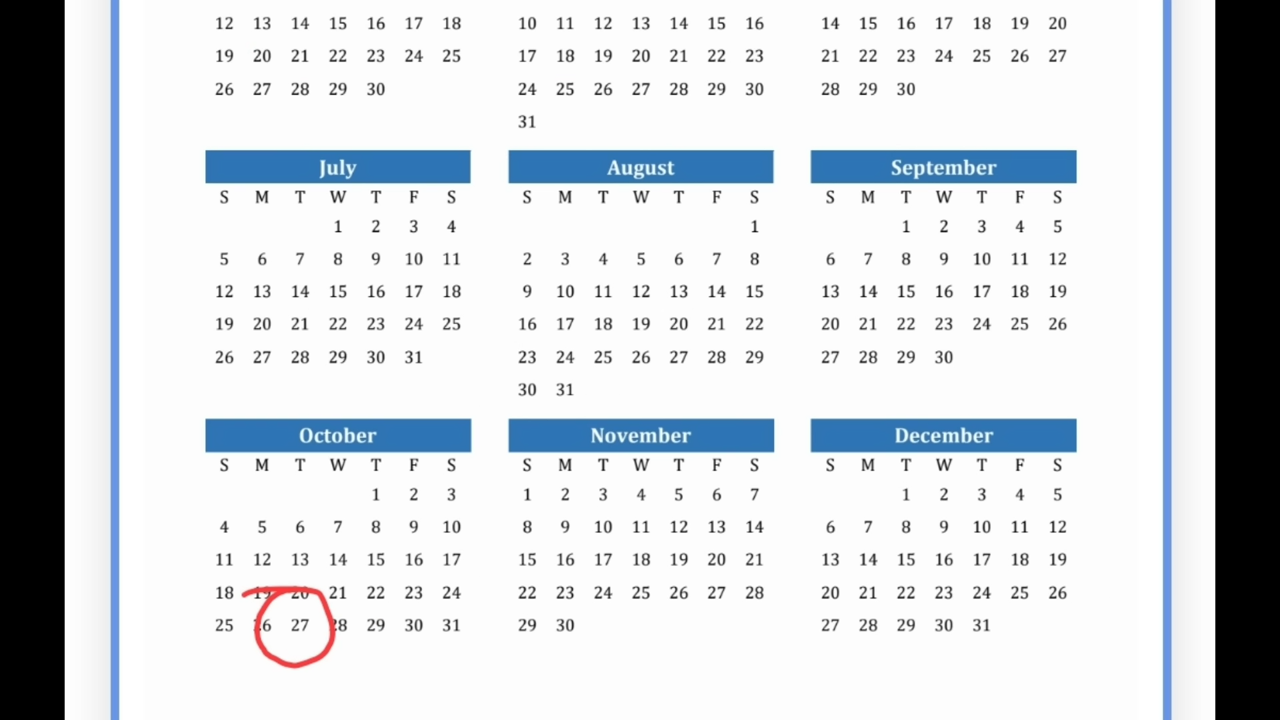 12 13 14 15 16 17 18
19 20 21 22 23 24 25
26 27 28 29 30
10 11 12 13 14 15 16
17 18 19 20 21 22 23
24 25 26 27 28 29 30
31
14 15 16 17 18 19 20
21 22 23 24 25 26 27
28 29 30
July
S M T W T F S
1 2 3 4
5 6 7 8 9 10 11
12 13 14 15 16 17 18
19 20 21 22 23 24 25
26 27 28 29 30 31
August
S M T W T F S
1
2 3 4 5 6 7 8
9 10 11 12 13 14 15
16 17 18 19 20 21 22
23 24 25 26 27 28 29
30 31
September
S M T W T F S
1 2 3 4 5
6 7 8 9 10 11 12
13 14 15 16 17 18 19
20 21 22 23 24 25 26
27 28 29 30
October
S M T W T F S
1 2 3
4 5 6 7 8 9 10
11 12 13 14 15 16 17
18 19 20 21 22 23 24
25 26 27 28 29 30 31
November
S M T W T F S
1 2 3 4 5 6 7
8 9 10 11 12 13 14
15 16 17 18 19 20 21
22 23 24 25 26 27 28
29 30
December
S M T W T F S
1 2 3 4 5
6 7 8 9 10 11 12
13 14 15 16 17 18 19
20 21 22 23 24 25 26
27 28 29 30 31